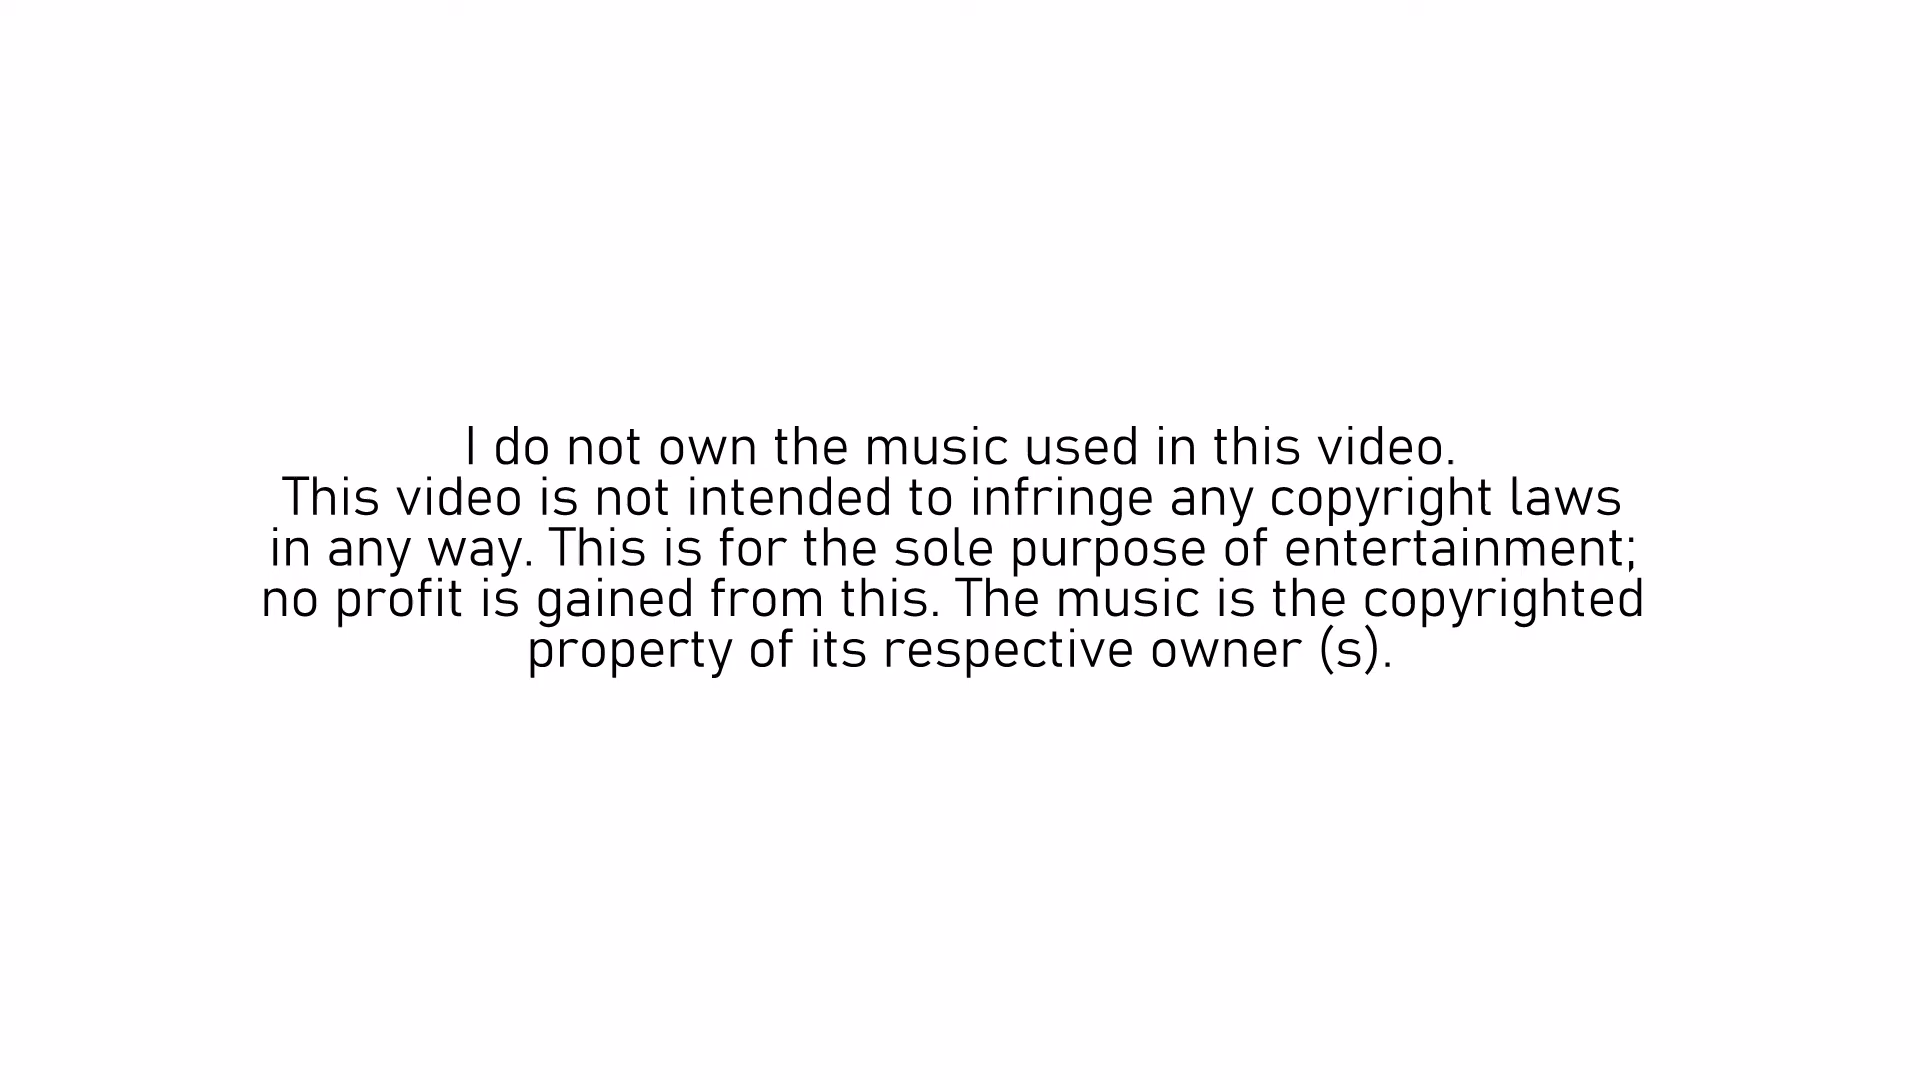 I do not own the music used in this video.
This video is not intended to infringe any copyright laws
in any way. This is for the sole purpose of entertainment;
no profit is gained from this. The music is the copyrighted
property of its respective owner (s).